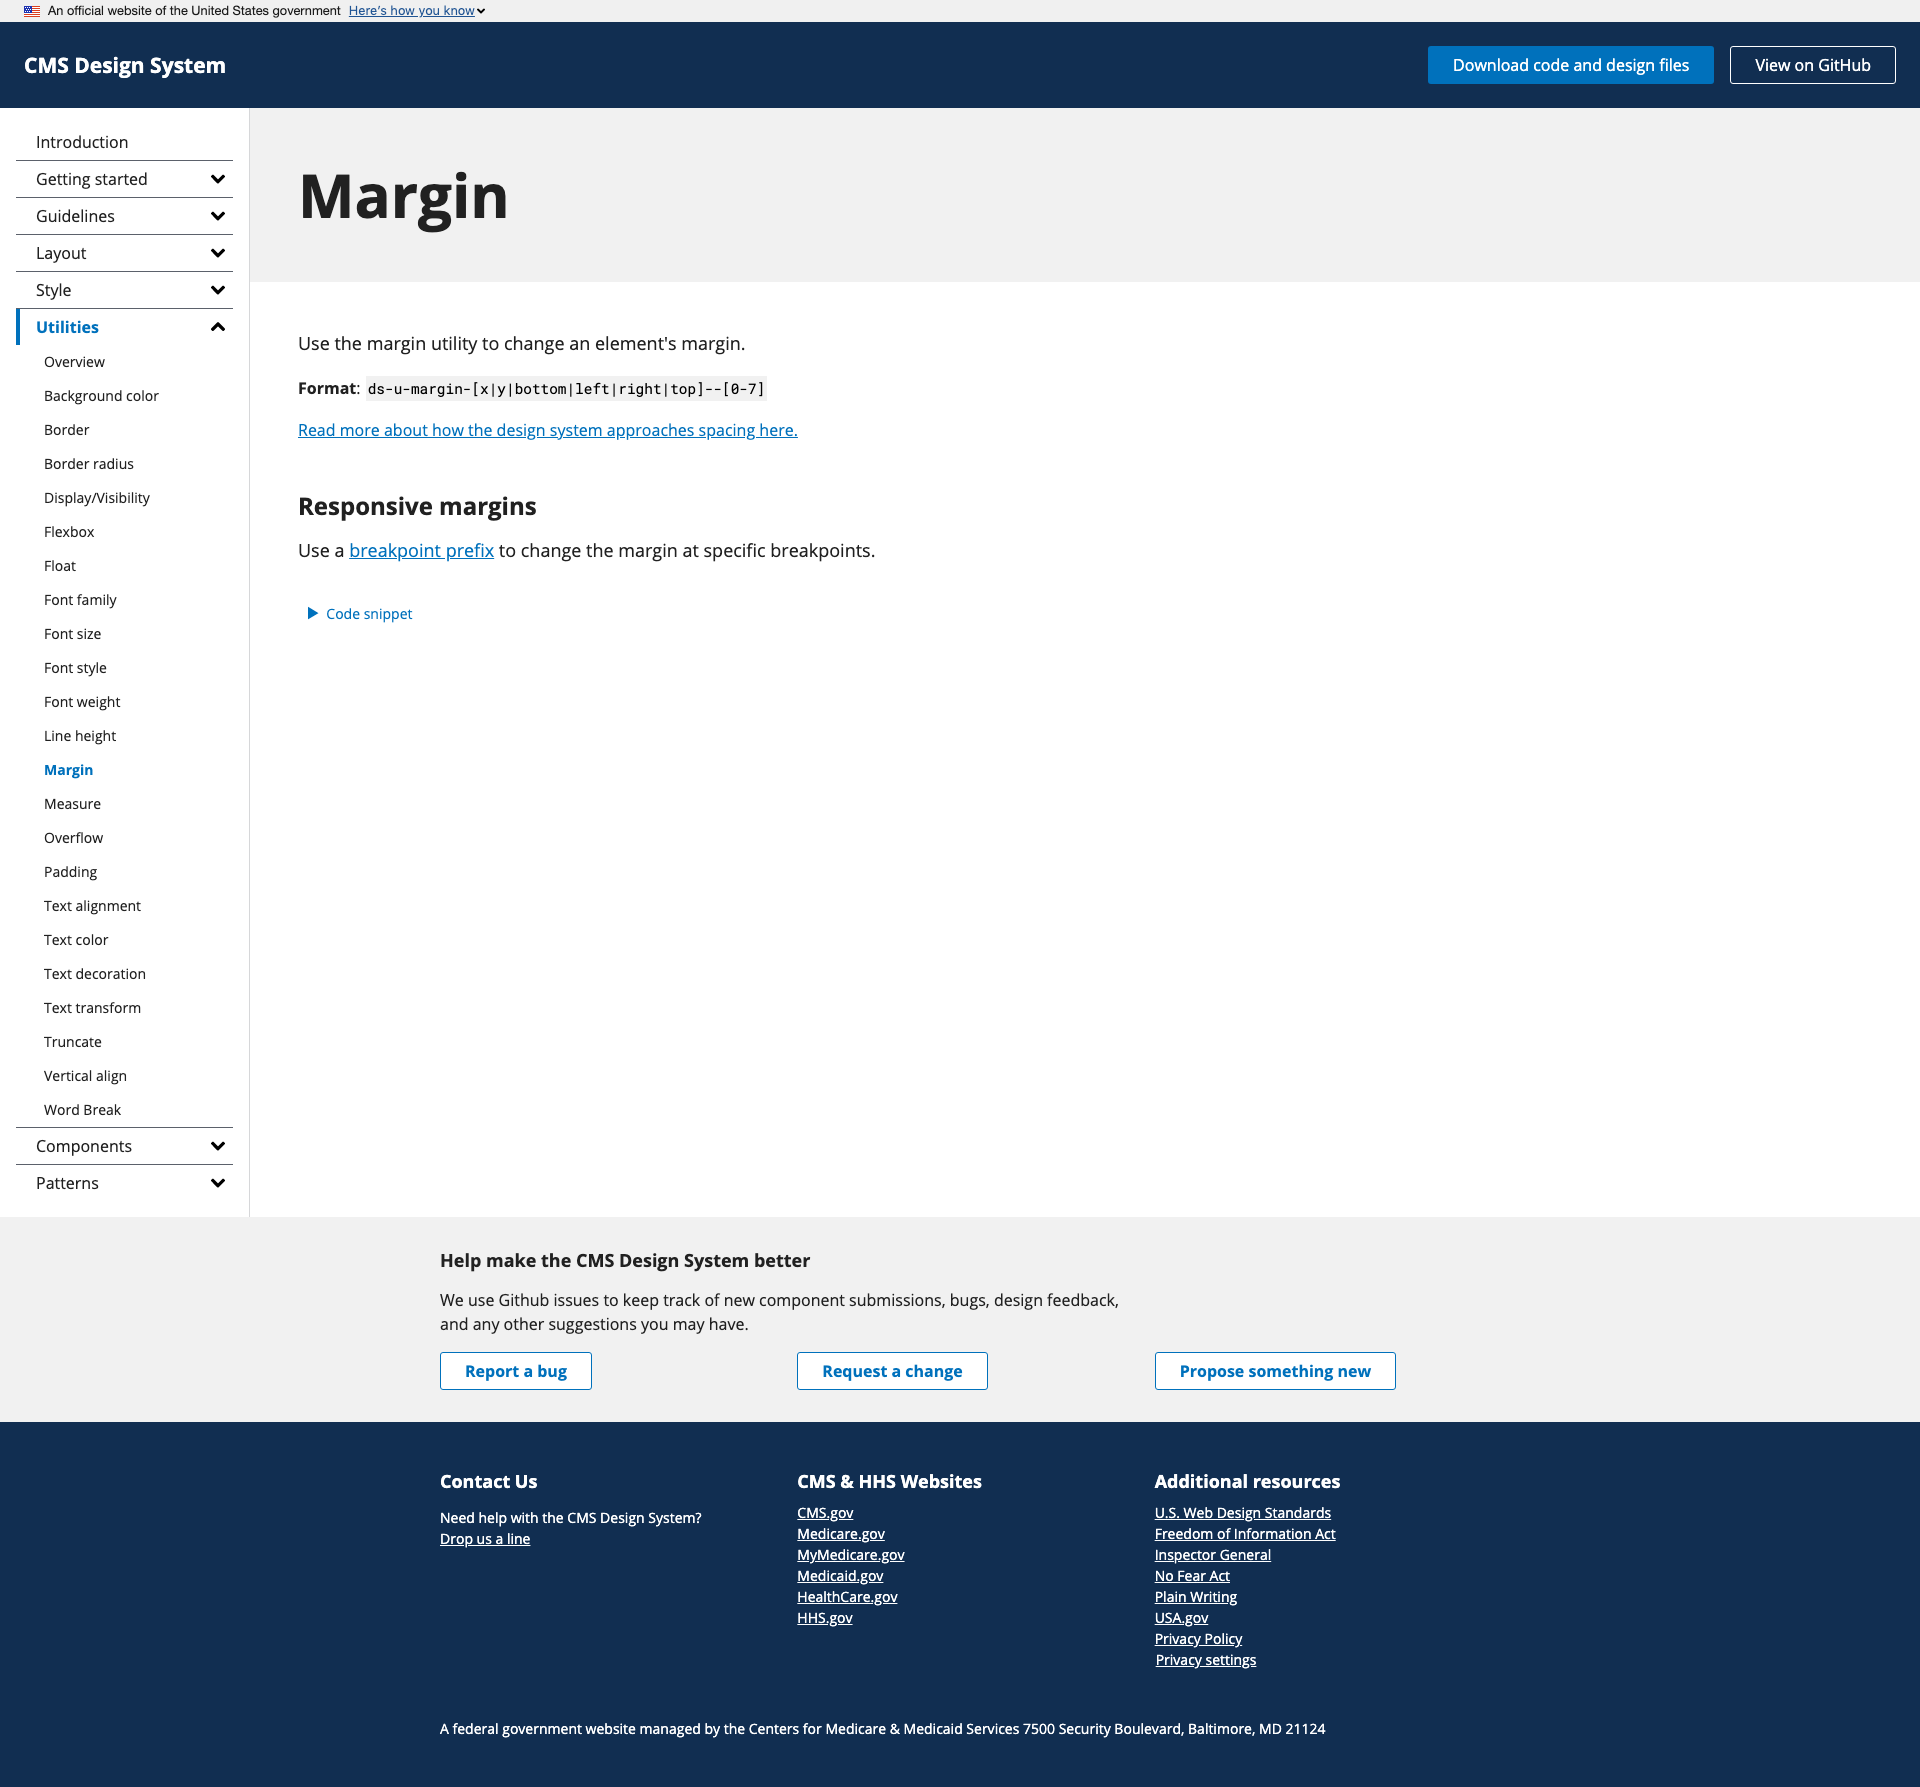 An official website of the United States government Here's how you know
CMS Design System
Download code and design files
View on GitHub
Introduction
Getting started
Guidelines
Layout
Style
Utilities
Overview
Background color
Border
Border radius
Display/Visibility
Flexbox
Float
Font family
Font size
Font style
Font weight
Line height
Margin
Measure
Overflow
Padding
Text alignment
Text color
Text decoration
Text transform
Truncate
Vertical align
Word Break
Components
Patterns
Margin
Use the margin utility to change an element's margin.
Format: ds-u-margin-[x|y|bottom|left|right|top]--[0-7]
Read more about how the design system approaches spacing here.
Responsive margins
Use a breakpoint prefix to change the margin at specific breakpoints.
Code snippet
Help make the CMS Design System better
We use Github issues to keep track of new component submissions, bugs, design feedback,
and any other suggestions you may have.
Report a bug
Request a change
Propose something new
Contact Us
Need help with the CMS Design System?
Drop us a line
CMS & HHS Websites
CMS.gov
Medicare.gov
MyMedicare.gov
Medicaid.gov
HealthCare.gov
HHS.gov
Additional resources
U.S. Web Design Standards
Freedom of Information Act
Inspector General
No Fear Act
Plain Writing
USA.gov
Privacy Policy
Privacy settings
A federal government website managed by the Centers for Medicare & Medicaid Services 7500 Security Boulevard, Baltimore, MD 21124